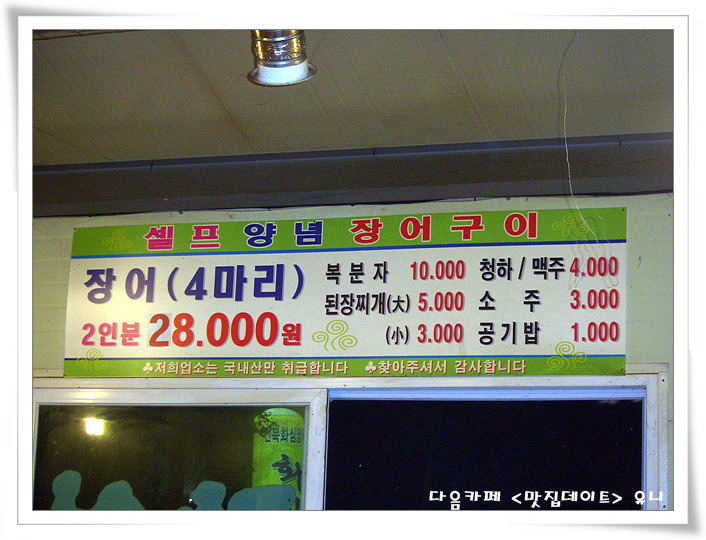 셀프 양념 장어구이
장어(4마리)
2인분 28.000원
복분자 10.000 청하/맥주 4.000
된장찌개(大) 5.000 소주 3.000
(小) 3.000 공기밥 1.000
♣저희업소는 국내산만 취급합니다 ♣찾아주셔서 감사합니다
다음카페 <맛집데이트> 유니